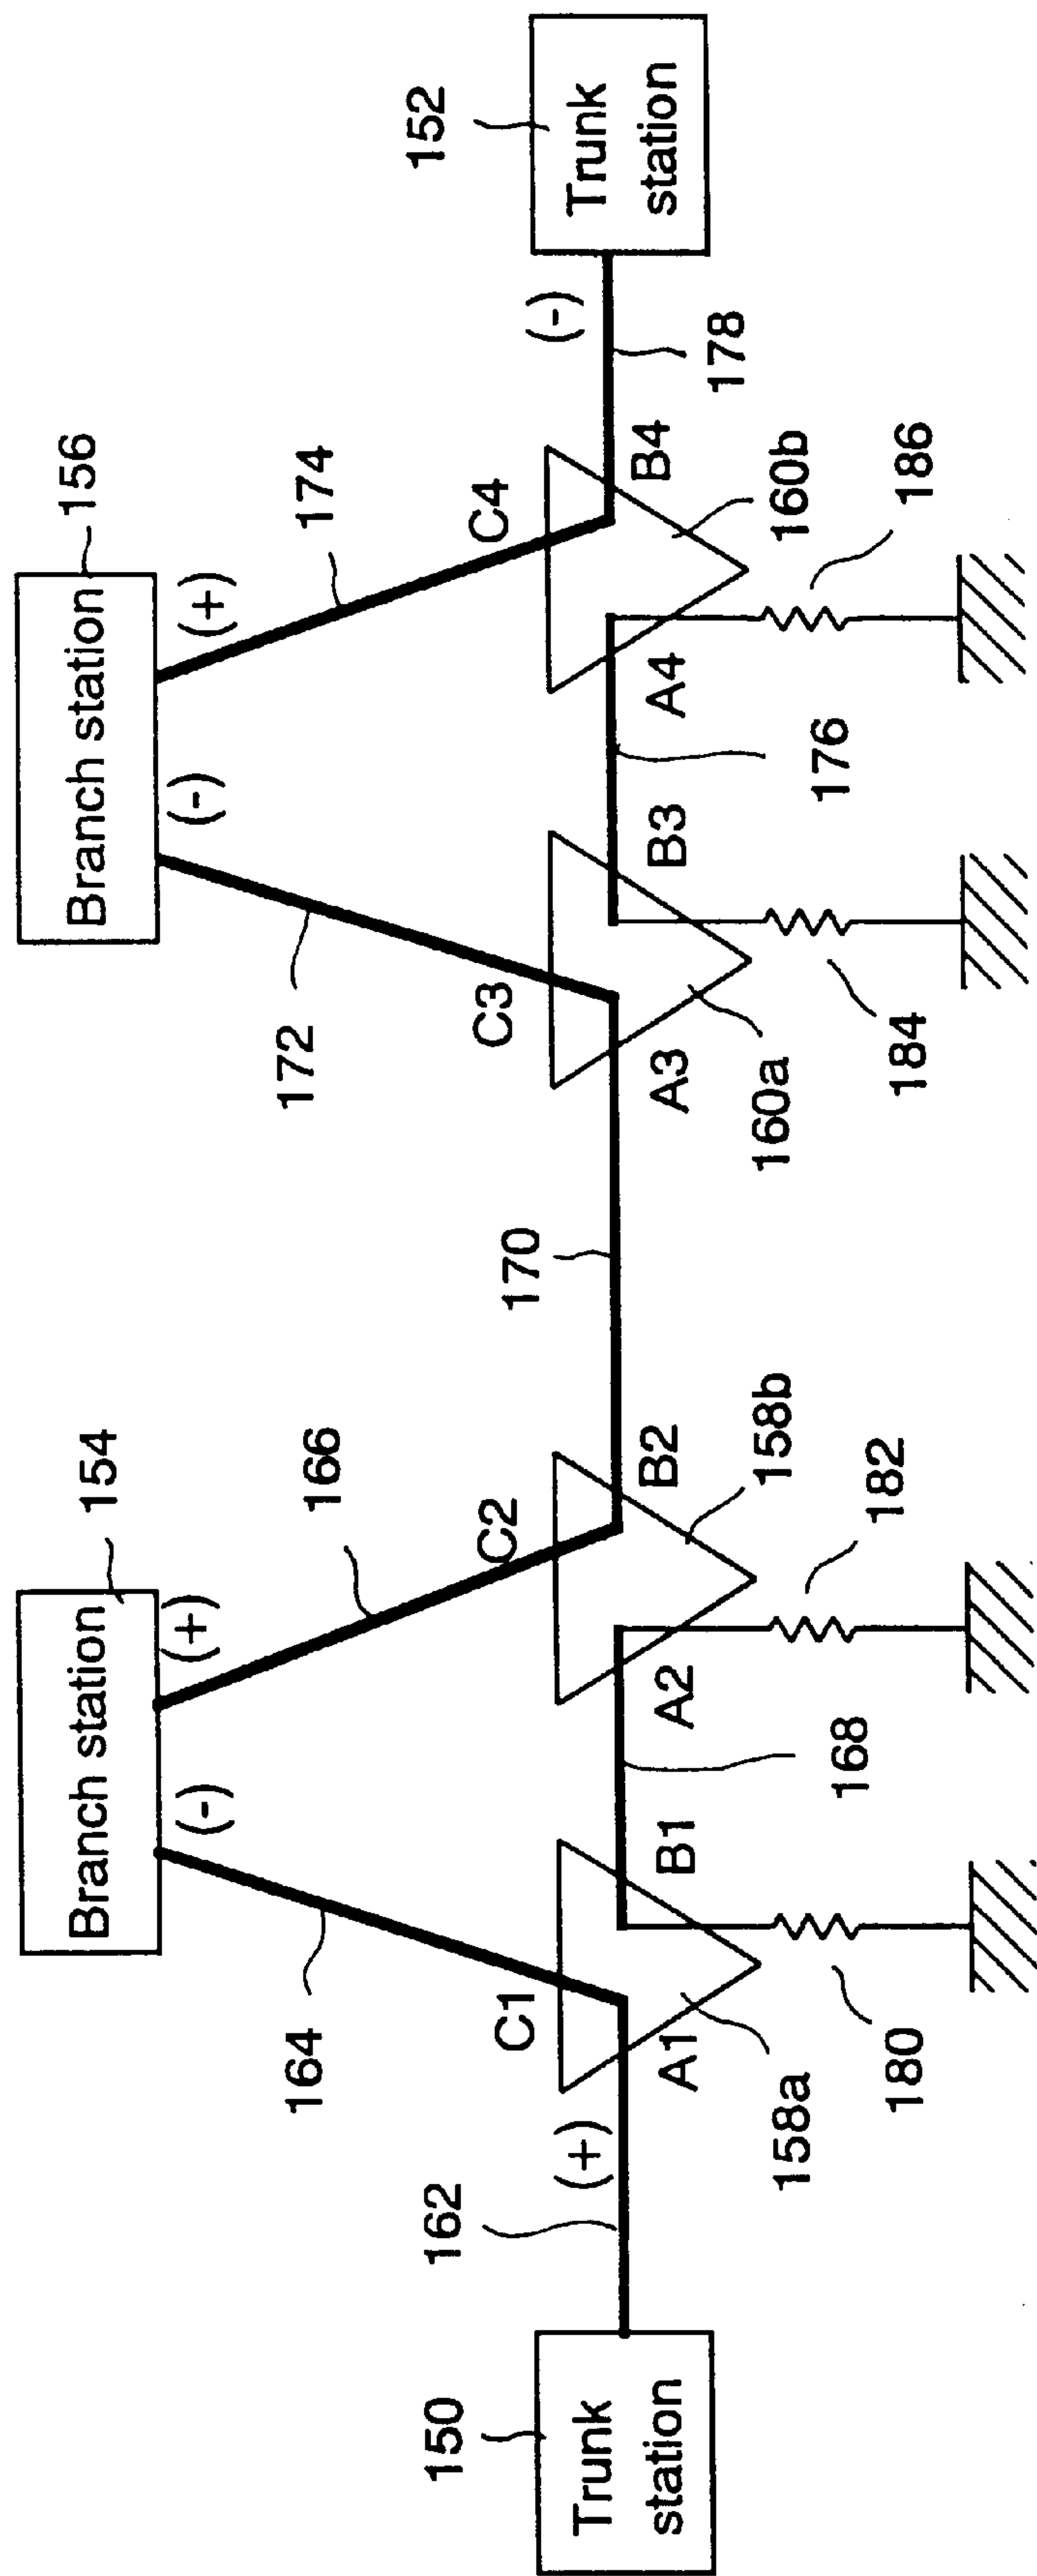 154
156
Branch station
Branch station
(-)
(+)
(-)
(+)
164
166
172
174
150
152
Trunk
station
Trunk
station
162
(+)
C1
C2
170
C3
C4
(-)
A1
B1
A2
B2
A3
B3
A4
B4
178
158a
168
158b
160a
176
160b
180
182
184
186